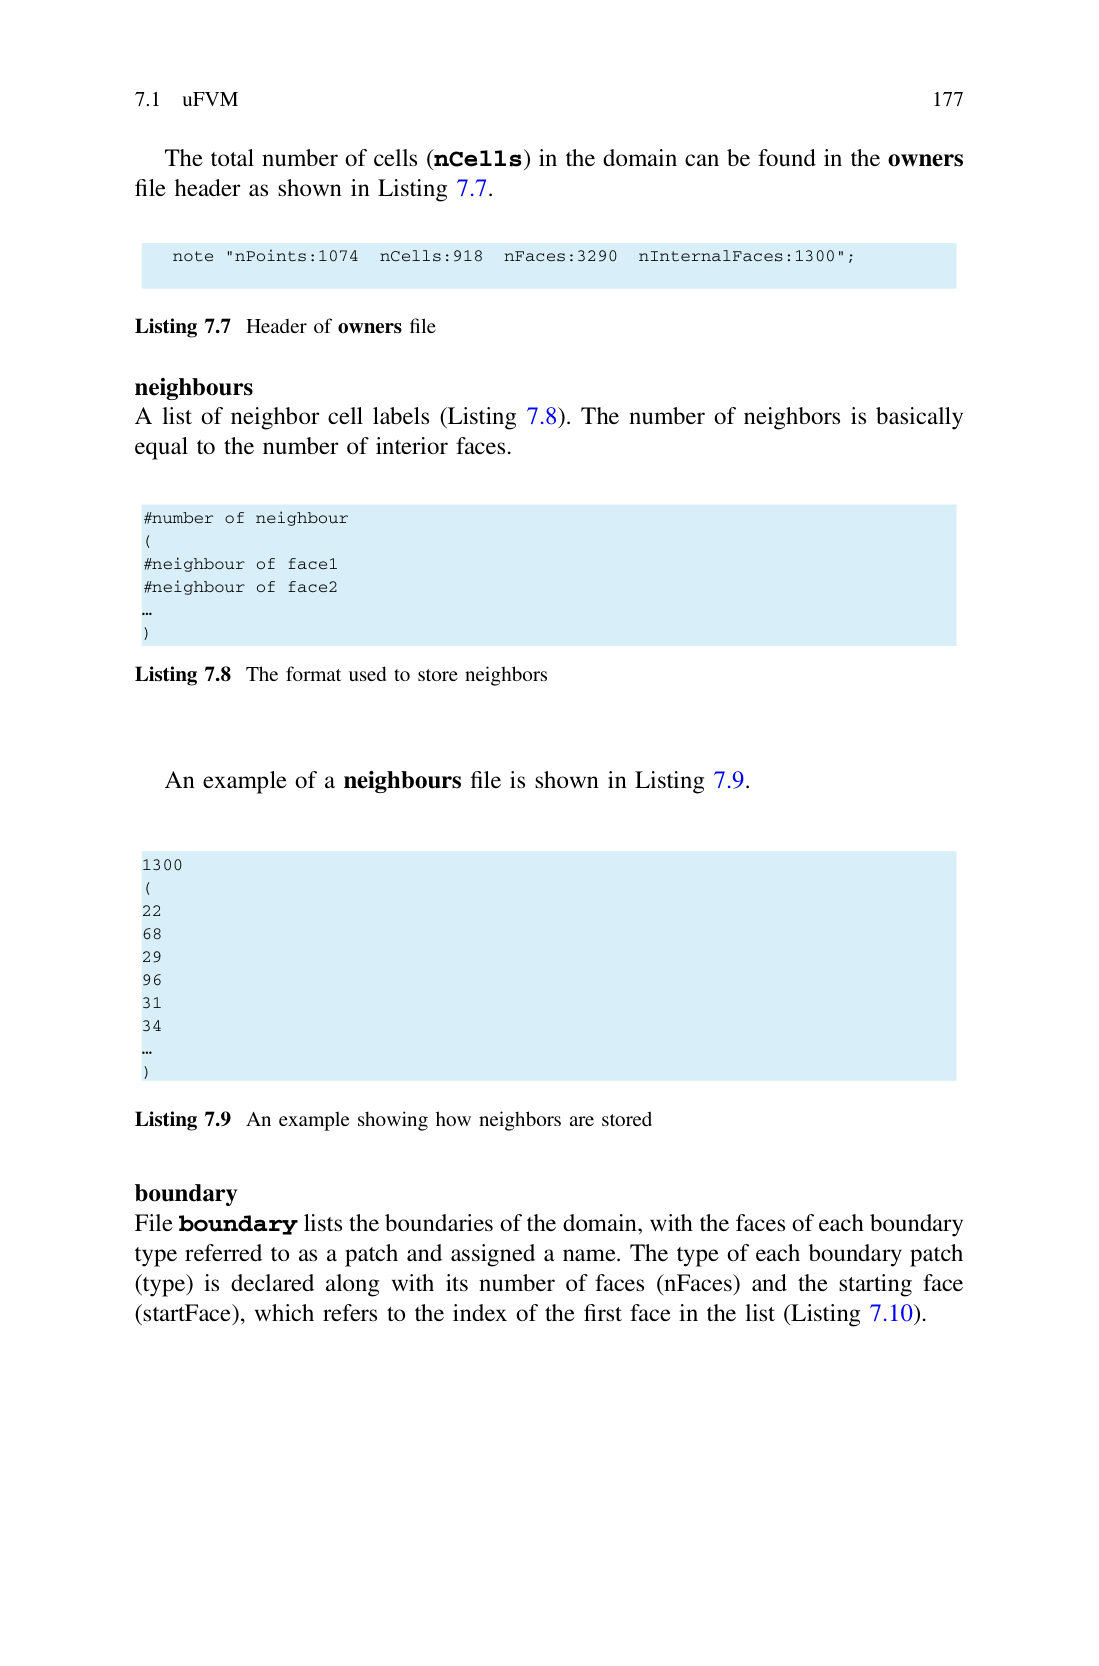 7.1 uFVM 177
The total number of cells (nCells) in the domain can be found in the owners
file header as shown in Listing 7.7.
note "nPoints:1074  nCells:918  nFaces:3290  nInternalFaces:1300";
Listing 7.7 Header of owners file
neighbours
A list of neighbor cell labels (Listing 7.8). The number of neighbors is basically
equal to the number of interior faces.
#number of neighbour
(
#neighbour of face1
#neighbour of face2
…
)
Listing 7.8 The format used to store neighbors
An example of a neighbours file is shown in Listing 7.9.
1300
(
22
68
29
96
31
34
…
)
Listing 7.9 An example showing how neighbors are stored
boundary
File boundary lists the boundaries of the domain, with the faces of each boundary
type referred to as a patch and assigned a name. The type of each boundary patch
(type) is declared along with its number of faces (nFaces) and the starting face
(startFace), which refers to the index of the first face in the list (Listing 7.10).